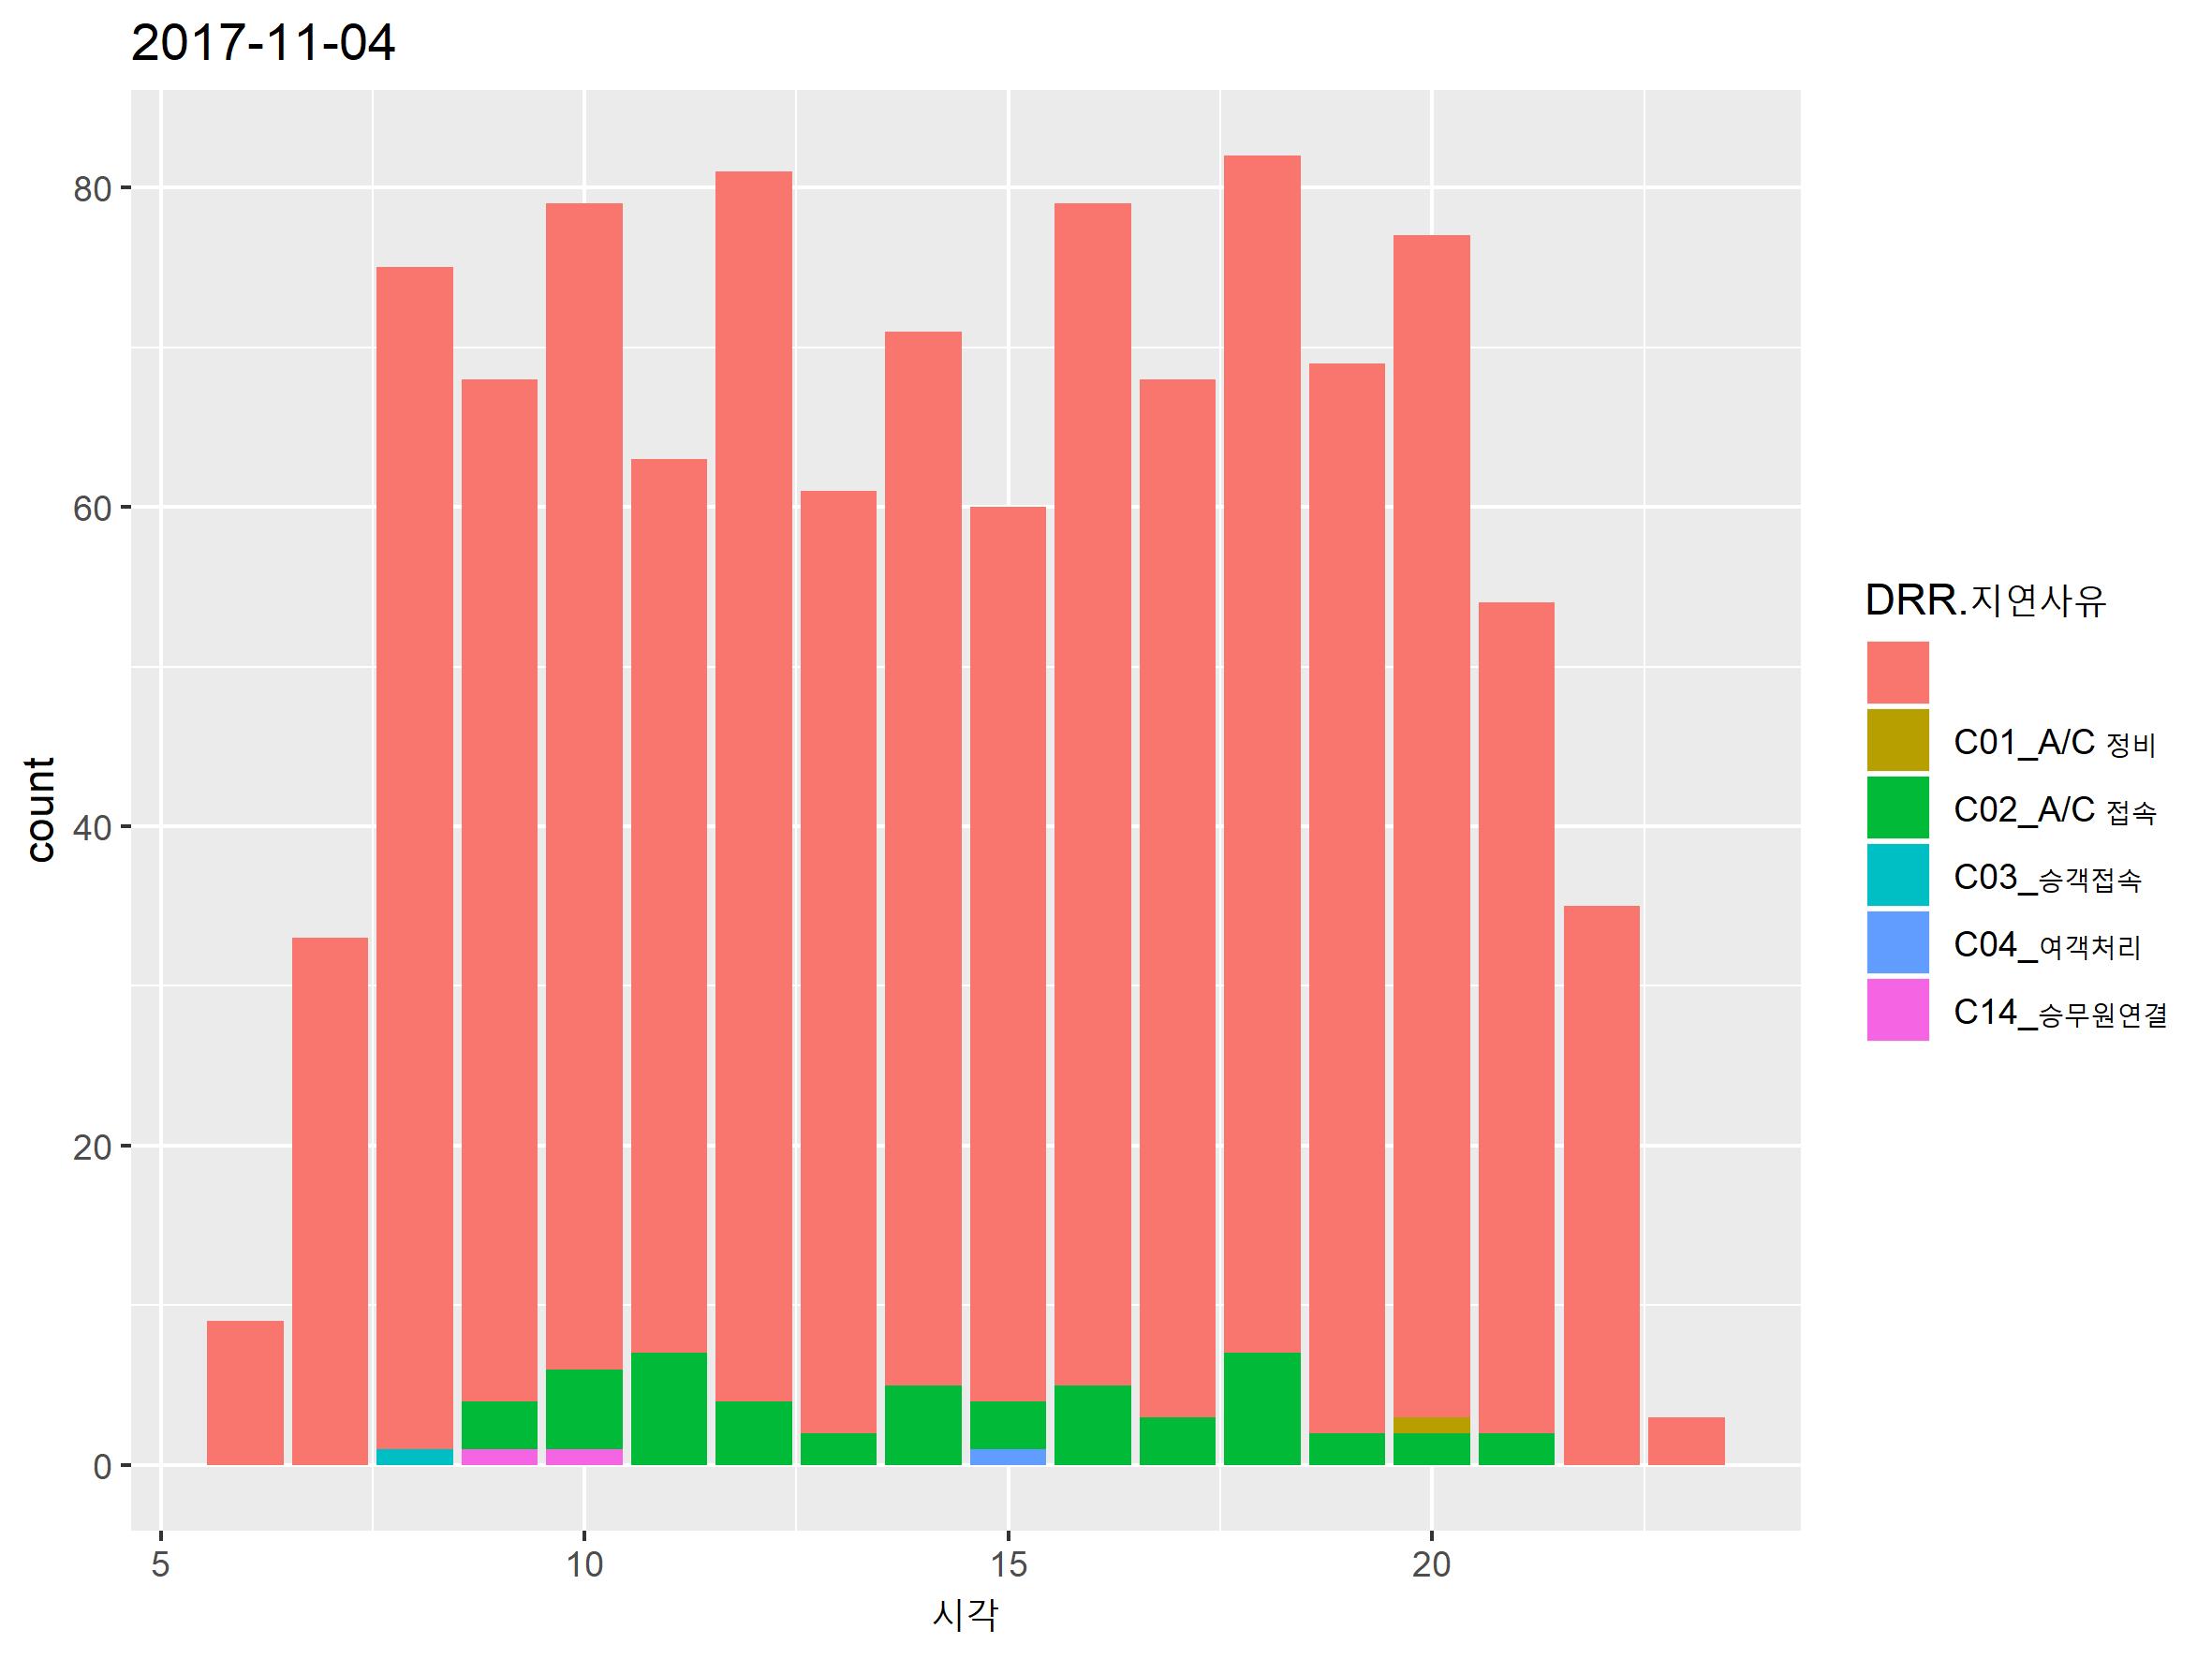 2017-11-04
80
60
40
20
0
count
5 10 15 20
시각
DRR.지연사유
C01_A/C 정비
C02_A/C 접속
C03_승객접속
C04_여객처리
C14_승무원연결